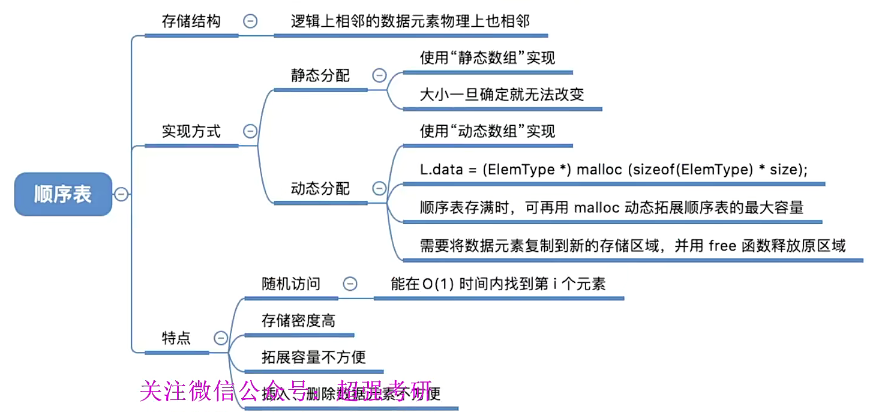 顺序表
存储结构
逻辑上相邻的数据元素物理上也相邻
实现方式
静态分配
使用“静态数组”实现
大小一旦确定就无法改变
动态分配
使用“动态数组”实现
L.data = (ElemType *) malloc (sizeof(ElemType) * size);
顺序表存满时，可再用 malloc 动态拓展顺序表的最大容量
需要将数据元素复制到新的存储区域，并用 free 函数释放原区域
特点
随机访问
能在 O(1) 时间内找到第 i 个元素
存储密度高
拓展容量不方便
插入、删除数据元素不方便
关注微信公众号：超强考研